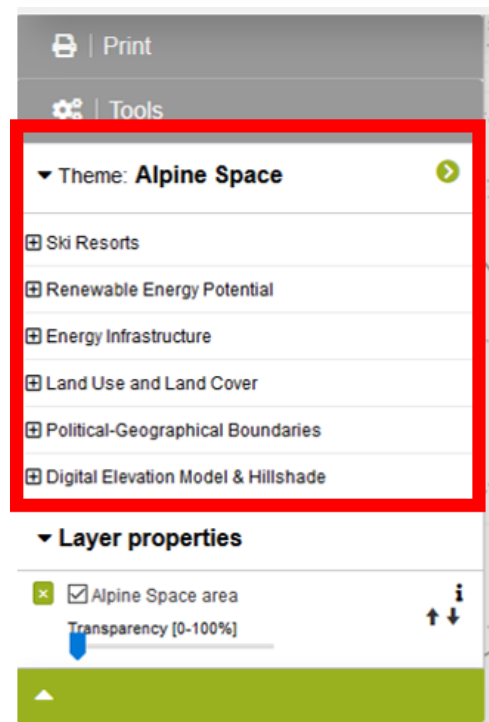 Print
Tools
Theme: Alpine Space
Ski Resorts
Renewable Energy Potential
Energy Infrastructure
Land Use and Land Cover
Political-Geographical Boundaries
Digital Elevation Model & Hillshade
Layer properties
Alpine Space area
Transparency [0-100%]